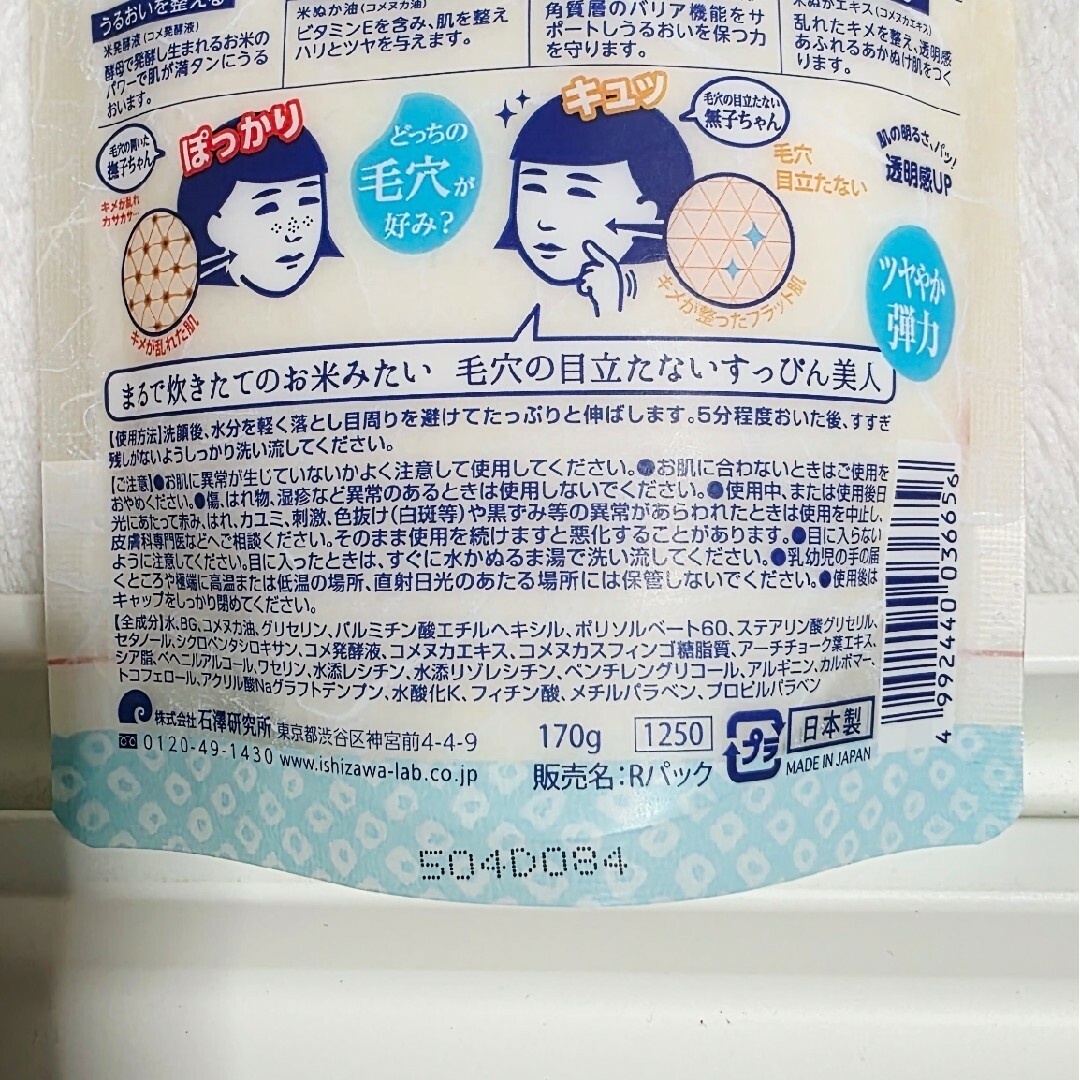 うるおいを整える
米発酵液(コメ発酵液)
酵母で発酵し生まれるお米の
パワーで肌が満タンにうる
おいます。
米ぬか油(コメヌカ油)
ビタミンEを含み、肌を整え
ハリとツヤを与えます。
角質層のバリア機能をサ
ポートしうるおいを保つ力
を守ります。
米ぬかエキス(コメヌカエキス)
乱れたキメを整え、透明感
あふれるあかぬけ肌をつく
ります。
毛穴の開いた
撫子ちゃん
ぽっかり
どっちの
毛穴が
好み?
キュッ
毛穴の目立たない
撫子ちゃん
肌の明るさ、パッ!
透明感UP
キメが乱れ
カサカサ…
キメが乱れた肌
毛穴
目立たない
キメが整ったフラット肌
ツヤやか
弾力
まるで炊きたてのお米みたい 毛穴の目立たないすっぴん美人
【使用方法】洗顔後、水分を軽く落とし目周りを避けてたっぷりと伸ばします。5分程度おいた後、すすぎ
残しがないようしっかり洗い流してください。
【ご注意】●お肌に異常が生じていないかよく注意して使用してください。●お肌に合わないときはご使用を
おやめください。●傷、はれ物、湿疹など異常のあるときは使用しないでください。●使用中、または使用後日
光にあたって赤み、はれ、カユミ、刺激、色抜け(白斑等)や黒ずみ等の異常があらわれたときは使用を中止し、
皮膚科専門医などへご相談ください。そのまま使用を続けますと悪化することがあります。●目に入らない
ように注意してください。目に入ったときは、すぐに水かぬるま湯で洗い流してください。●乳幼児の手の届
くところや極端に高温または低温の場所、直射日光のあたる場所には保管しないでください。●使用後は
キャップをしっかり閉めてください。
【全成分】水、BG、コメヌカ油、グリセリン、パルミチン酸エチルヘキシル、ポリソルベート60、ステアリン酸グリセリル、
セタノール、シクロペンタシロキサン、コメ発酵液、コメヌカエキス、コメヌカスフィンゴ糖脂質、アーチチョーク葉エキス、
シア脂、ベヘニルアルコール、ワセリン、水添レシチン、水添リゾレシチン、ペンチレングリコール、アルギニン、カルボマー、
トコフェロール、アクリル酸Naグラフトデンプン、水酸化K、フィチン酸、メチルパラベン、プロピルパラベン
株式会社石澤研究所 東京都渋谷区神宮前4-4-9
0120-49-1430 www.ishizawa-lab.co.jp
170g 1250
販売名:Rパック
プラ
日本製
MADE IN JAPAN
4 992440 036656
504D084